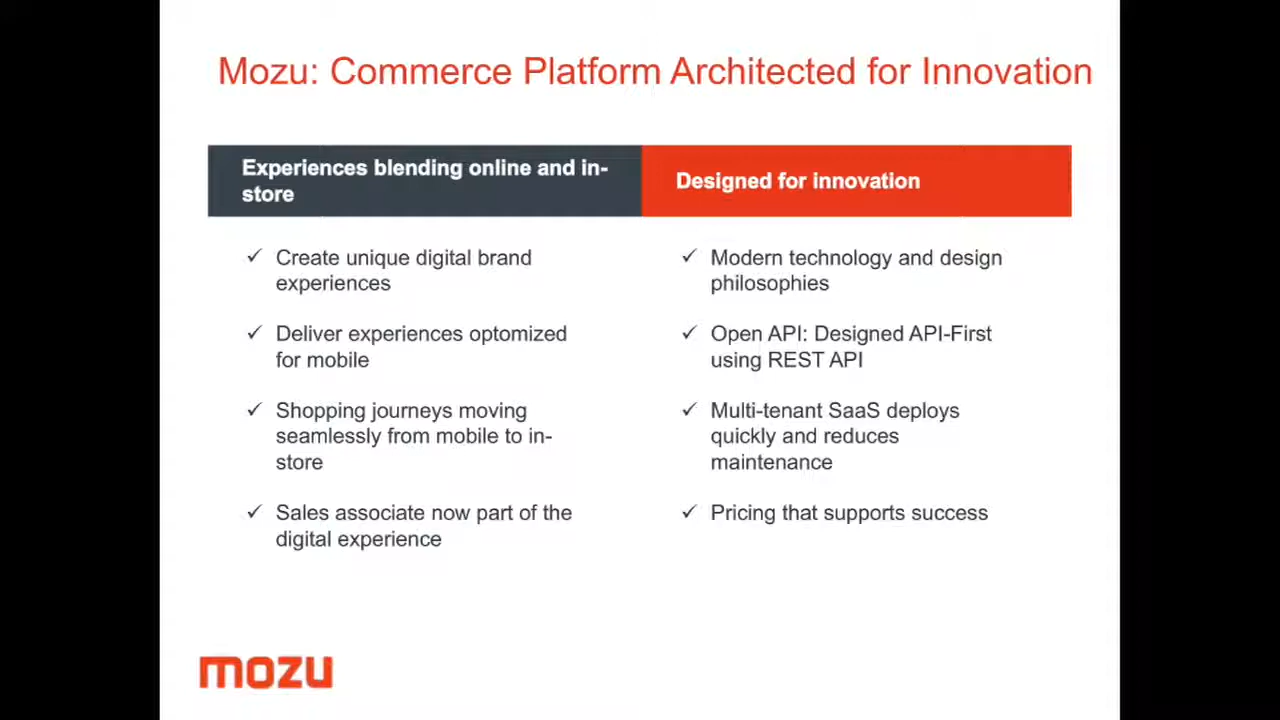 Mozu: Commerce Platform Architected for Innovation
Experiences blending online and in-
store
✓ Create unique digital brand
experiences
✓ Deliver experiences optomized
for mobile
✓ Shopping journeys moving
seamlessly from mobile to in-
store
✓ Sales associate now part of the
digital experience
Designed for innovation
✓ Modern technology and design
philosophies
✓ Open API: Designed API-First
using REST API
✓ Multi-tenant SaaS deploys
quickly and reduces
maintenance
✓ Pricing that supports success
mozu